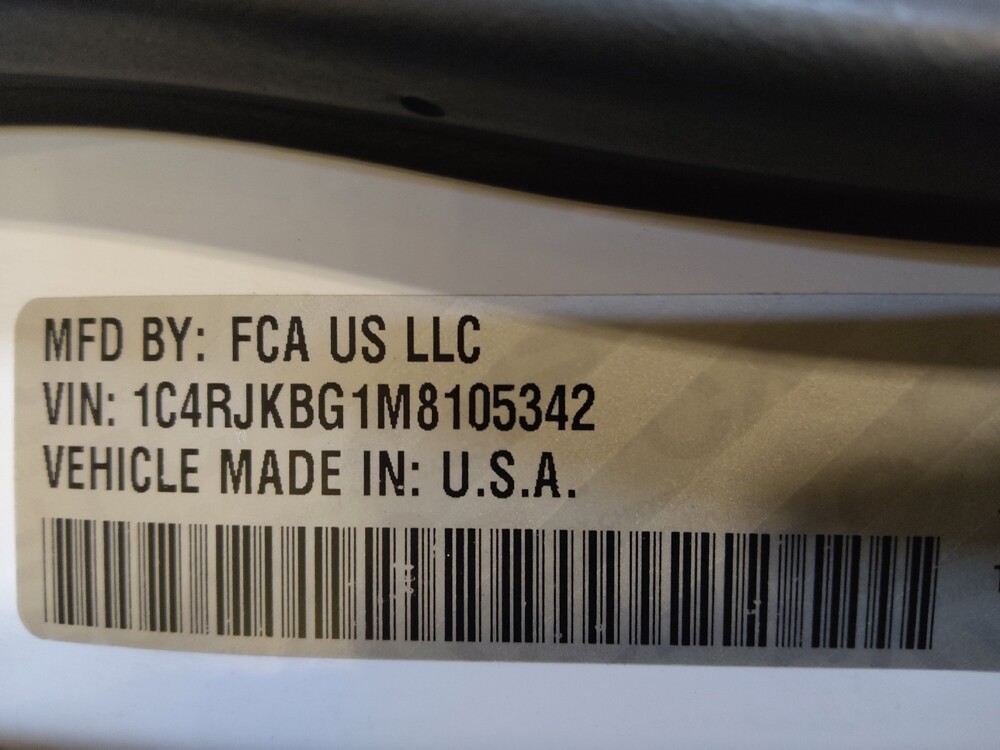 MFD BY: FCA US LLC
VIN: 1C4RJKBG1M8105342
VEHICLE MADE IN: U.S.A.